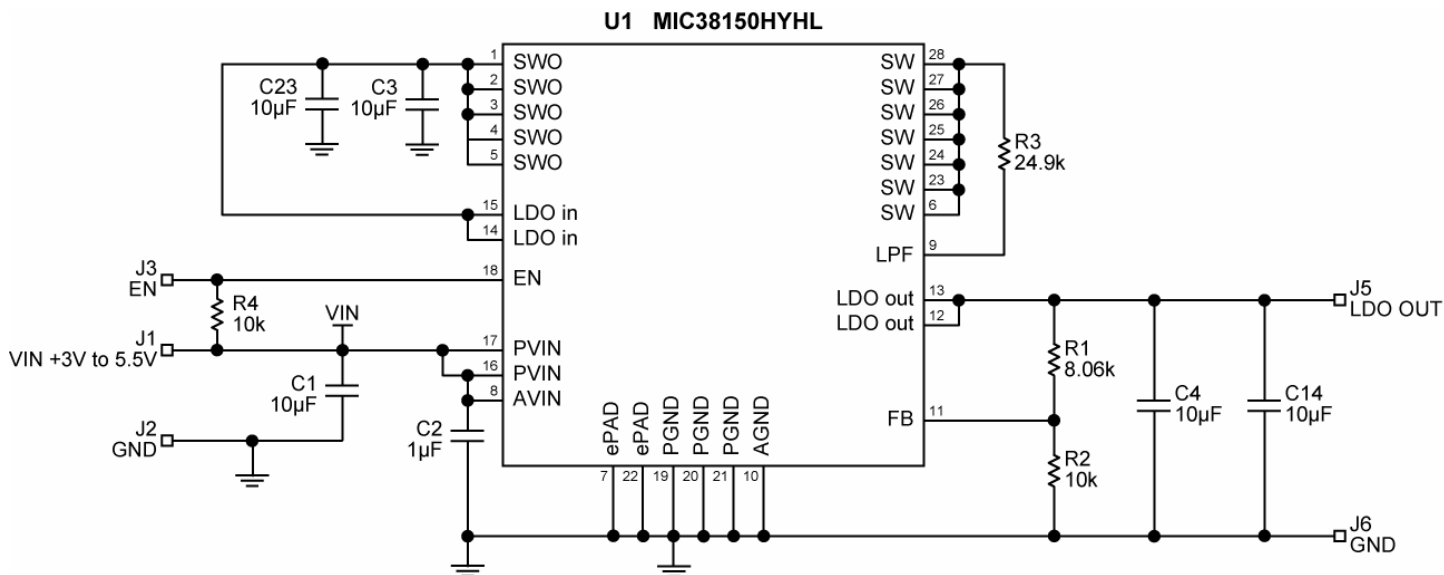 U1 MIC38150HYHL
C23
10µF
C3
10µF
1 SWO
2 SWO
3 SWO
4 SWO
5 SWO
15 LDO in
14 LDO in
18 EN
17 PVIN
16 PVIN
8 AVIN
J3
EN
R4
10k
J1
VIN +3V to 5.5V
VIN
C1
10µF
J2
GND
C2
1µF
ePAD
ePAD
PGND
PGND
PGND
AGND
7 22 19 20 21 10
SW 28
SW 27
SW 26
SW 25
SW 24
SW 23
SW 6
LPF 9
R3
24.9k
LDO out 13
LDO out 12
FB 11
R1
8.06k
R2
10k
C4
10µF
C14
10µF
J5
LDO OUT
J6
GND